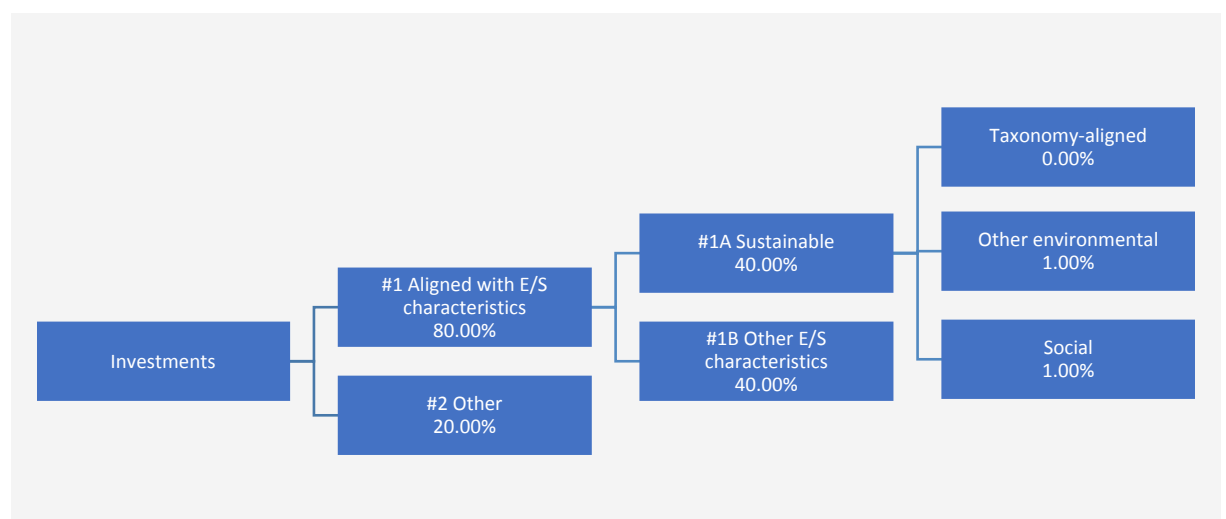 Investments
#1 Aligned with E/S
characteristics
80.00%
#2 Other
20.00%
#1A Sustainable
40.00%
#1B Other E/S
characteristics
40.00%
Taxonomy-aligned
0.00%
Other environmental
1.00%
Social
1.00%